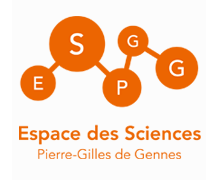 E S P G G
Espace des Sciences
Pierre-Gilles de Gennes